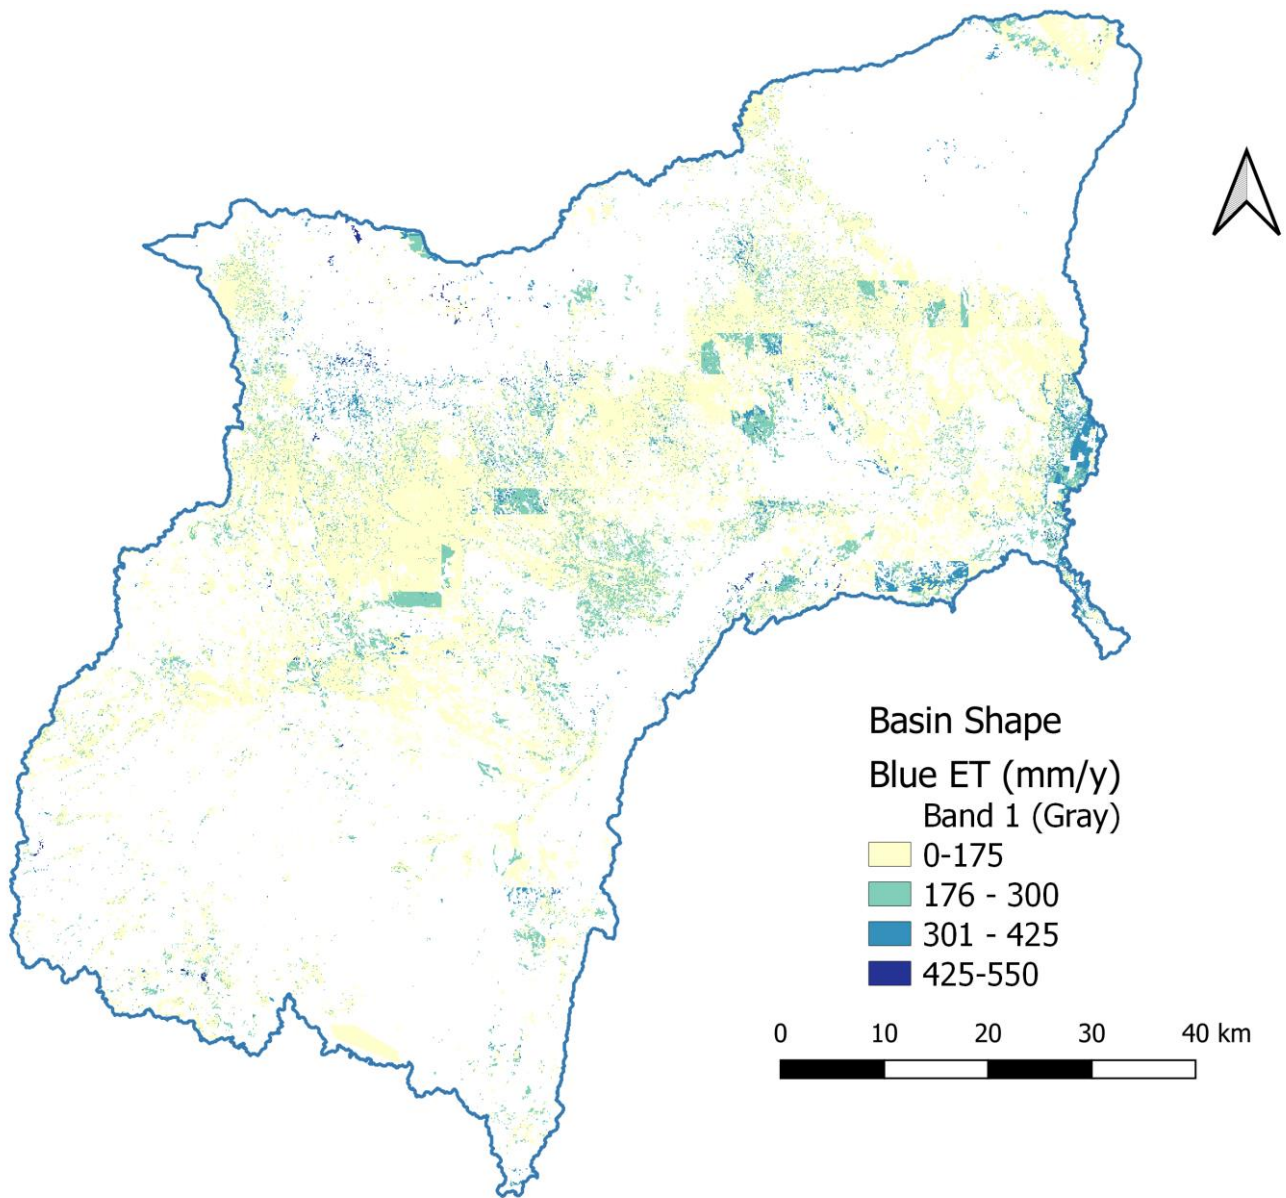 Basin Shape
Blue ET (mm/y)
Band 1 (Gray)
0-175
176 - 300
301 - 425
425-550
0 10 20 30 40 km